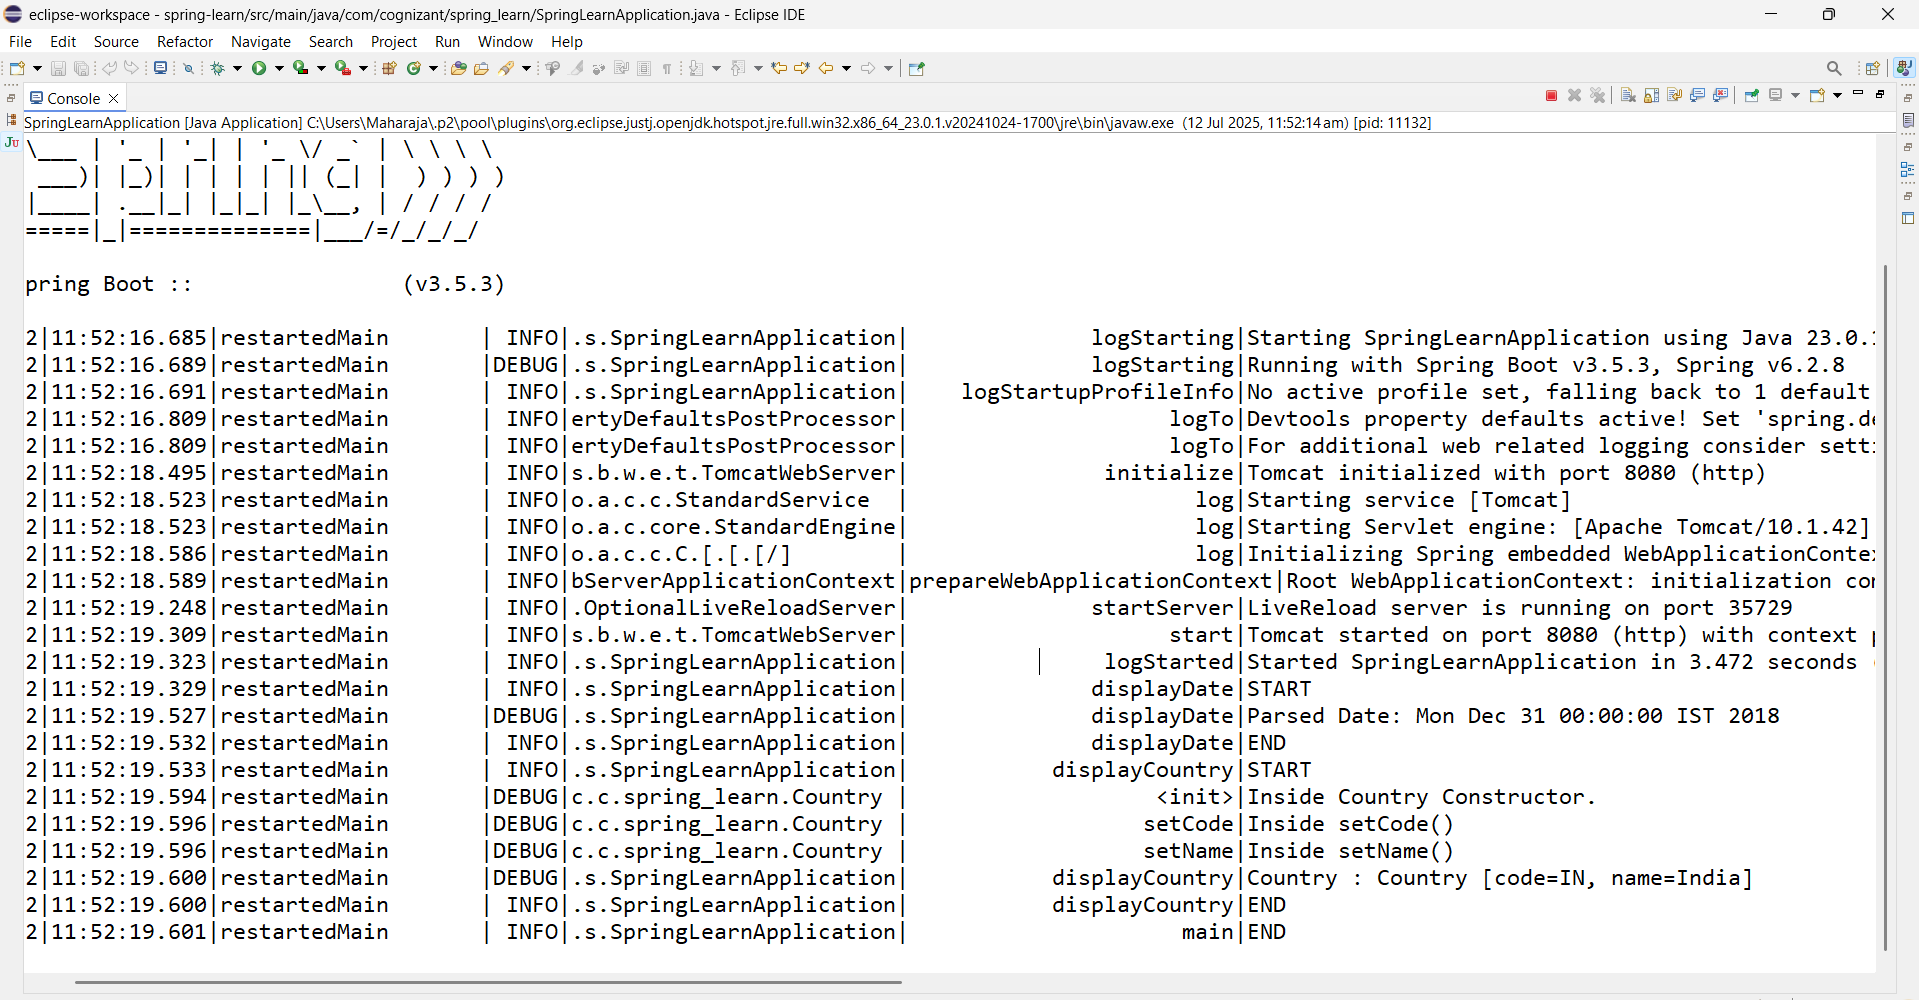 eclipse-workspace - spring-learn/src/main/java/com/cognizant/spring_learn/SpringLearnApplication.java - Eclipse IDE
File Edit Source Refactor Navigate Search Project Run Window Help
Console
SpringLearnApplication [Java Application] C:\Users\Maharaja\.p2\pool\plugins\org.eclipse.justj.openjdk.hotspot.jre.full.win32.x86_64_23.0.1.v20241024-1700\jre\bin\javaw.exe (12 Jul 2025, 11:52:14 am) [pid: 11132]
\___ | '_ | '_| | '_ \/ _` | \ \ \ \
 ___)| |_)| | | | | || (_| |  ) ) ) )
|____| .__|_| |_|_| |_\__, | / / / /
=====|_|==============|___/=/_/_/_/
pring Boot ::                (v3.5.3)
2|11:52:16.685|restartedMain | INFO|.s.SpringLearnApplication| logStarting|Starting SpringLearnApplication using Java 23.0.
2|11:52:16.689|restartedMain |DEBUG|.s.SpringLearnApplication| logStarting|Running with Spring Boot v3.5.3, Spring v6.2.8
2|11:52:16.691|restartedMain | INFO|.s.SpringLearnApplication| logStartupProfileInfo|No active profile set, falling back to 1 default
2|11:52:16.809|restartedMain | INFO|ertyDefaultsPostProcessor| logTo|Devtools property defaults active! Set 'spring.de
2|11:52:16.809|restartedMain | INFO|ertyDefaultsPostProcessor| logTo|For additional web related logging consider setti
2|11:52:18.495|restartedMain | INFO|s.b.w.e.t.TomcatWebServer| initialize|Tomcat initialized with port 8080 (http)
2|11:52:18.523|restartedMain | INFO|o.a.c.c.StandardService | log|Starting service [Tomcat]
2|11:52:18.523|restartedMain | INFO|o.a.c.core.StandardEngine| log|Starting Servlet engine: [Apache Tomcat/10.1.42]
2|11:52:18.586|restartedMain | INFO|o.a.c.c.C.[.[.[/] | log|Initializing Spring embedded WebApplicationContex
2|11:52:18.589|restartedMain | INFO|bServerApplicationContext|prepareWebApplicationContext|Root WebApplicationContext: initialization com
2|11:52:19.248|restartedMain | INFO|.OptionalLiveReloadServer| startServer|LiveReload server is running on port 35729
2|11:52:19.309|restartedMain | INFO|s.b.w.e.t.TomcatWebServer| start|Tomcat started on port 8080 (http) with context p
2|11:52:19.323|restartedMain | INFO|.s.SpringLearnApplication| logStarted|Started SpringLearnApplication in 3.472 seconds (
2|11:52:19.329|restartedMain | INFO|.s.SpringLearnApplication| displayDate|START
2|11:52:19.527|restartedMain |DEBUG|.s.SpringLearnApplication| displayDate|Parsed Date: Mon Dec 31 00:00:00 IST 2018
2|11:52:19.532|restartedMain | INFO|.s.SpringLearnApplication| displayDate|END
2|11:52:19.533|restartedMain | INFO|.s.SpringLearnApplication| displayCountry|START
2|11:52:19.594|restartedMain |DEBUG|c.c.spring_learn.Country | <init>|Inside Country Constructor.
2|11:52:19.596|restartedMain |DEBUG|c.c.spring_learn.Country | setCode|Inside setCode()
2|11:52:19.596|restartedMain |DEBUG|c.c.spring_learn.Country | setName|Inside setName()
2|11:52:19.600|restartedMain |DEBUG|.s.SpringLearnApplication| displayCountry|Country : Country [code=IN, name=India]
2|11:52:19.600|restartedMain | INFO|.s.SpringLearnApplication| displayCountry|END
2|11:52:19.601|restartedMain | INFO|.s.SpringLearnApplication| main|END